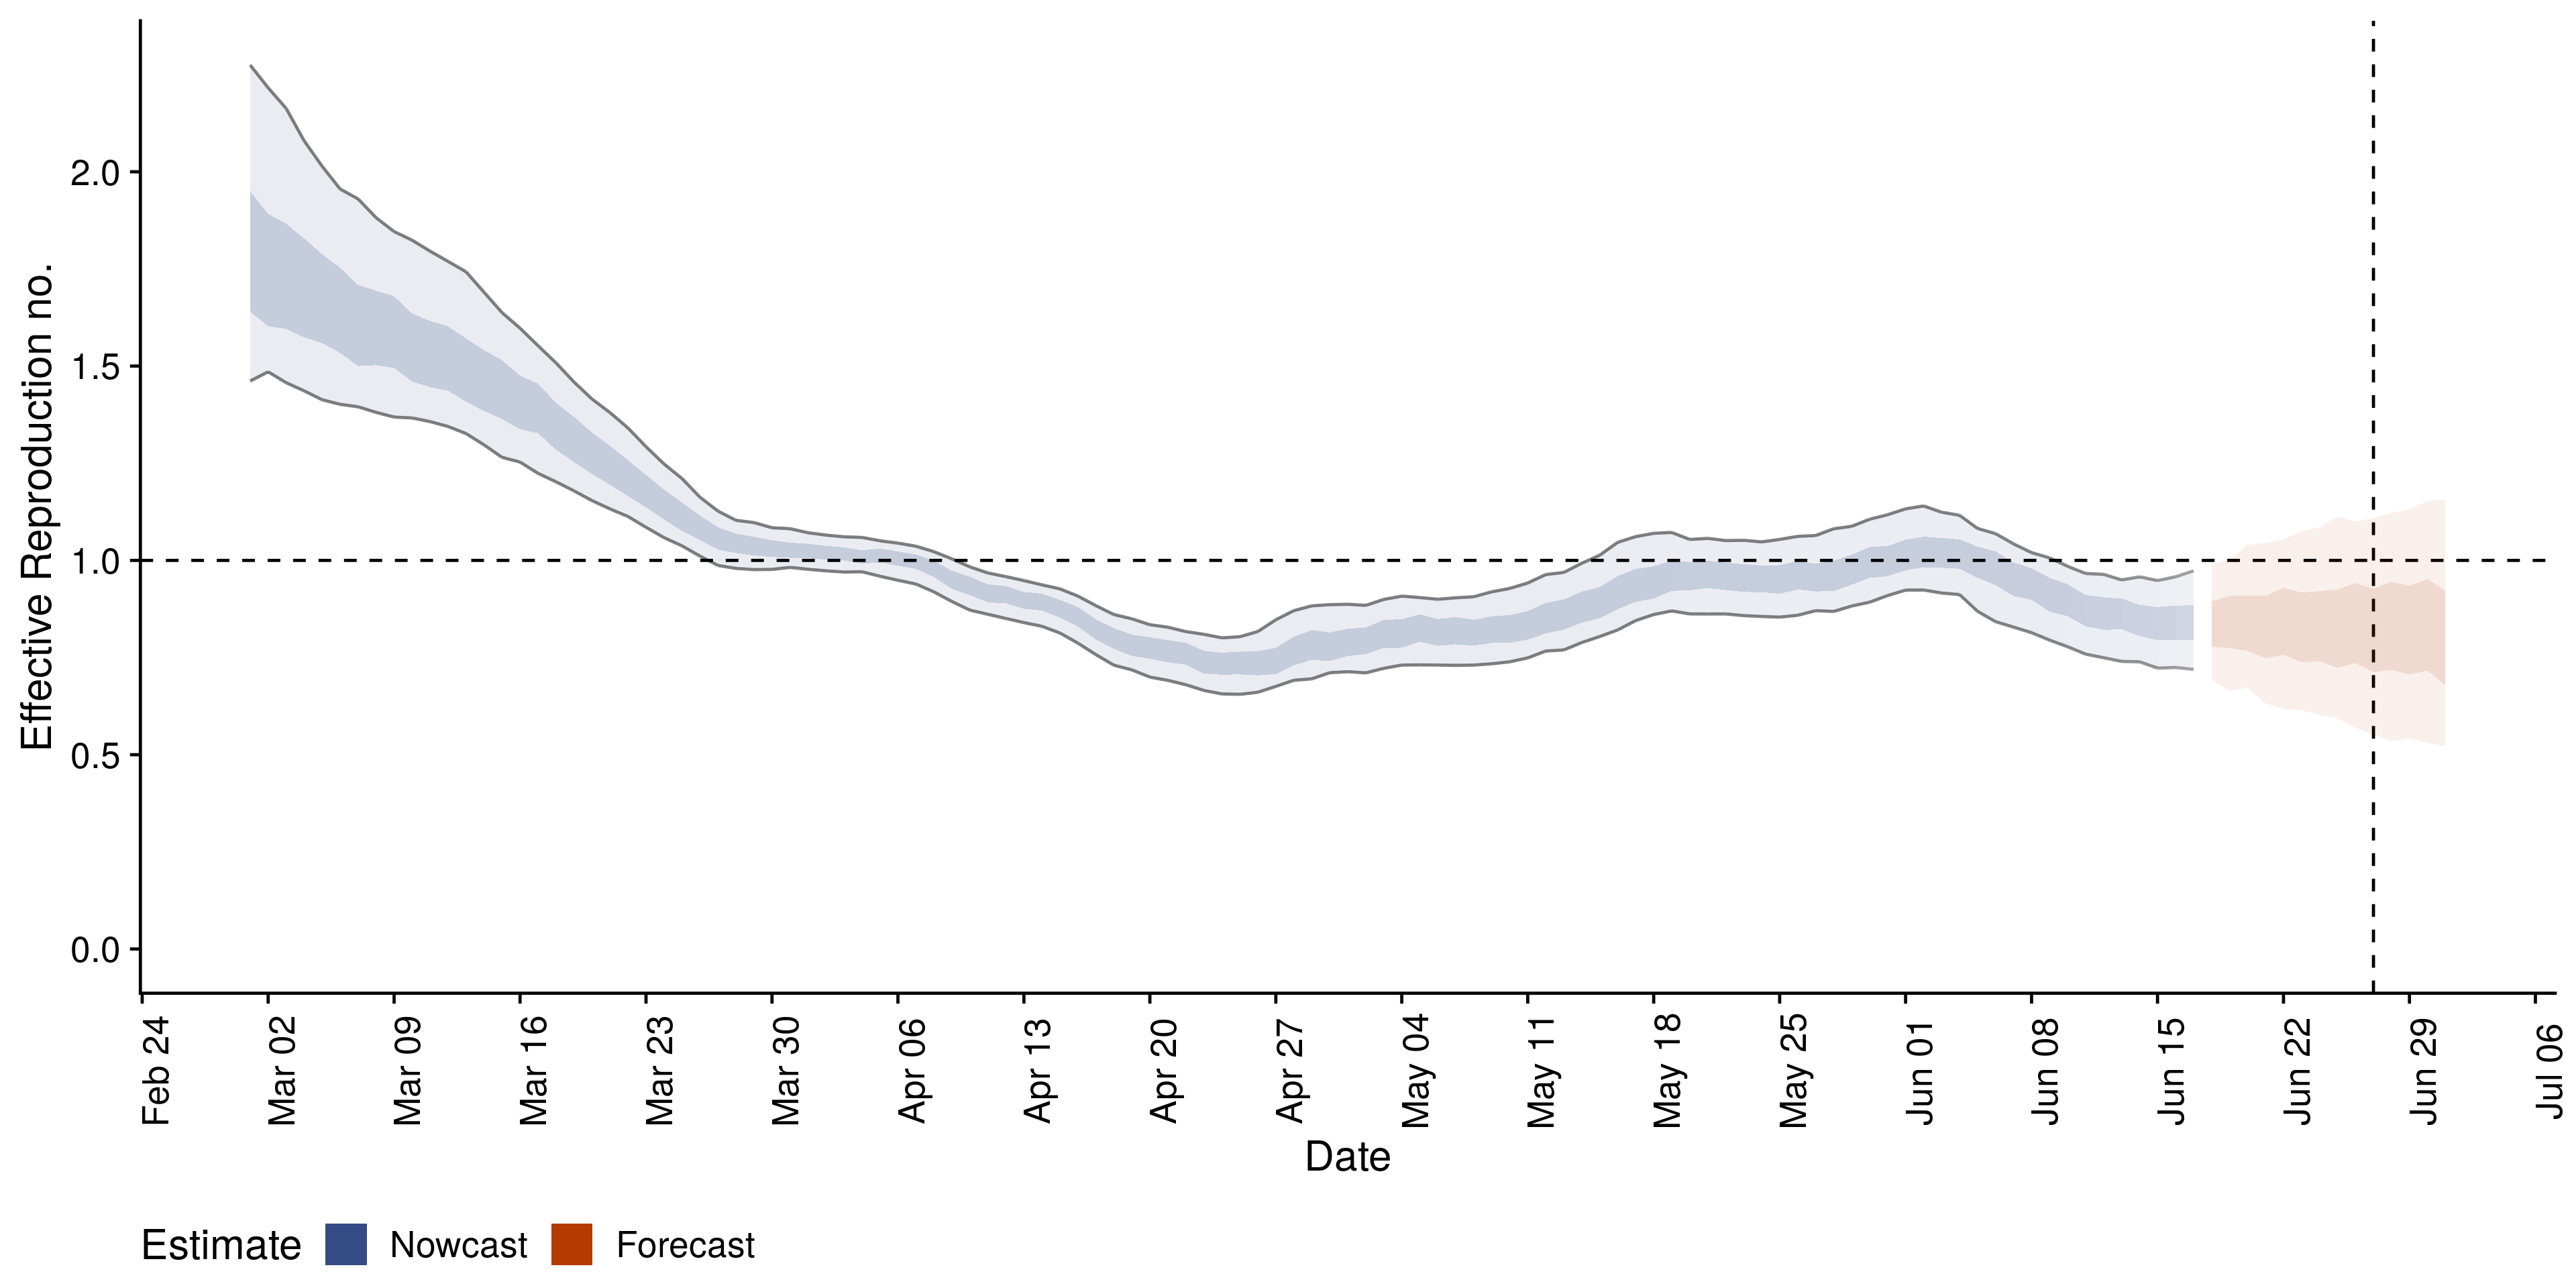 Effective Reproduction no.
2.0
1.5
1.0
0.5
0.0
Feb 24
Mar 02
Mar 09
Mar 16
Mar 23
Mar 30
Apr 06
Apr 13
Apr 20
Apr 27
May 04
May 11
May 18
May 25
Jun 01
Jun 08
Jun 15
Jun 22
Jun 29
Jul 06
Date
Estimate Nowcast Forecast